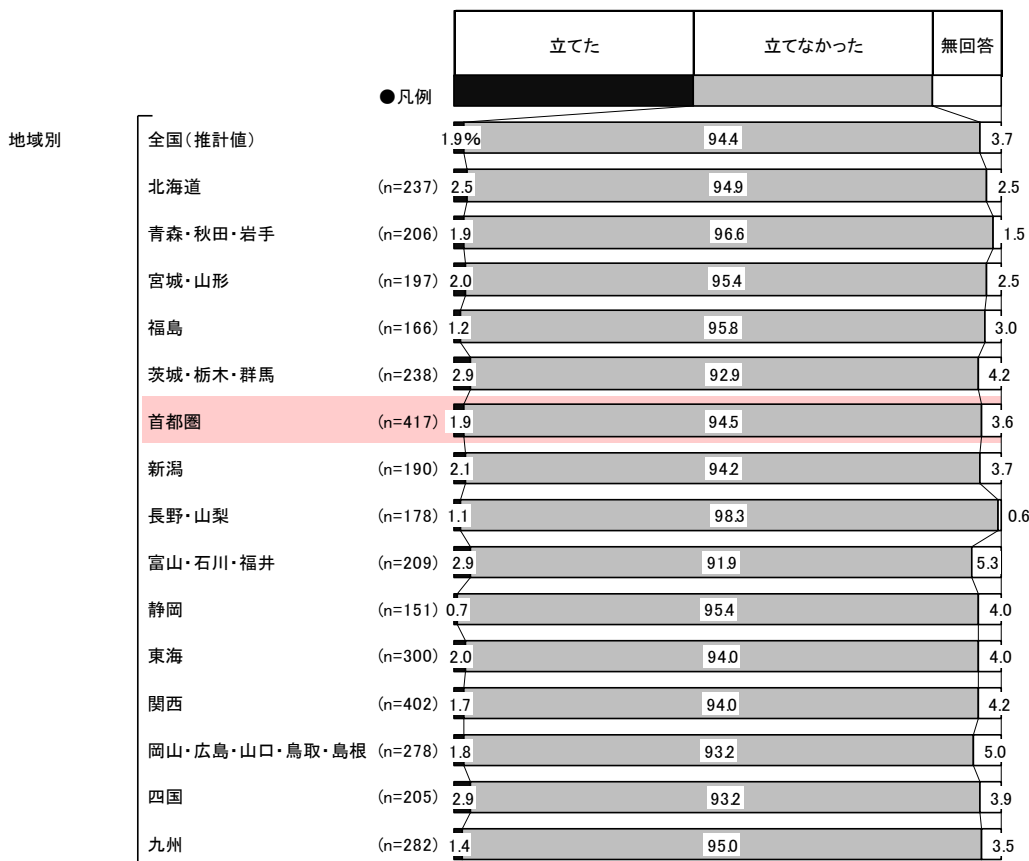 立てた 立てなかった 無回答
●凡例
地域別 全国(推計値) 1.9% 94.4 3.7
北海道 (n=237) 2.5 94.9 2.5
青森・秋田・岩手 (n=206) 1.9 96.6 1.5
宮城・山形 (n=197) 2.0 95.4 2.5
福島 (n=166) 1.2 95.8 3.0
茨城・栃木・群馬 (n=238) 2.9 92.9 4.2
首都圏 (n=417) 1.9 94.5 3.6
新潟 (n=190) 2.1 94.2 3.7
長野・山梨 (n=178) 1.1 98.3 0.6
富山・石川・福井 (n=209) 2.9 91.9 5.3
静岡 (n=151) 0.7 95.4 4.0
東海 (n=300) 2.0 94.0 4.0
関西 (n=402) 1.7 94.0 4.2
岡山・広島・山口・鳥取・島根 (n=278) 1.8 93.2 5.0
四国 (n=205) 2.9 93.2 3.9
九州 (n=282) 1.4 95.0 3.5